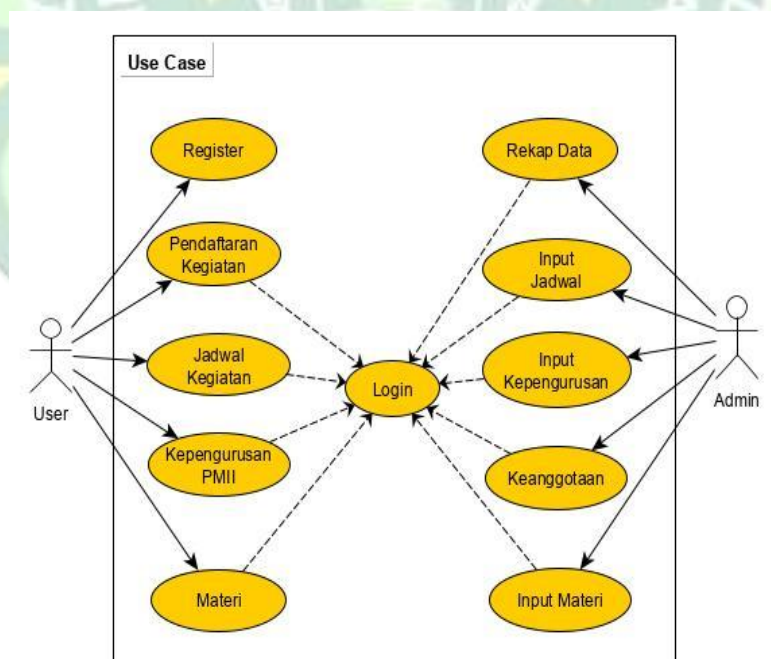 Use Case
Register
Rekap Data
Pendaftaran
Kegiatan
Input
Jadwal
Jadwal
Kegiatan
Login
Input
Kepengurusan
User
Admin
Kepengurusan
PMII
Keanggotaan
Materi
Input Materi